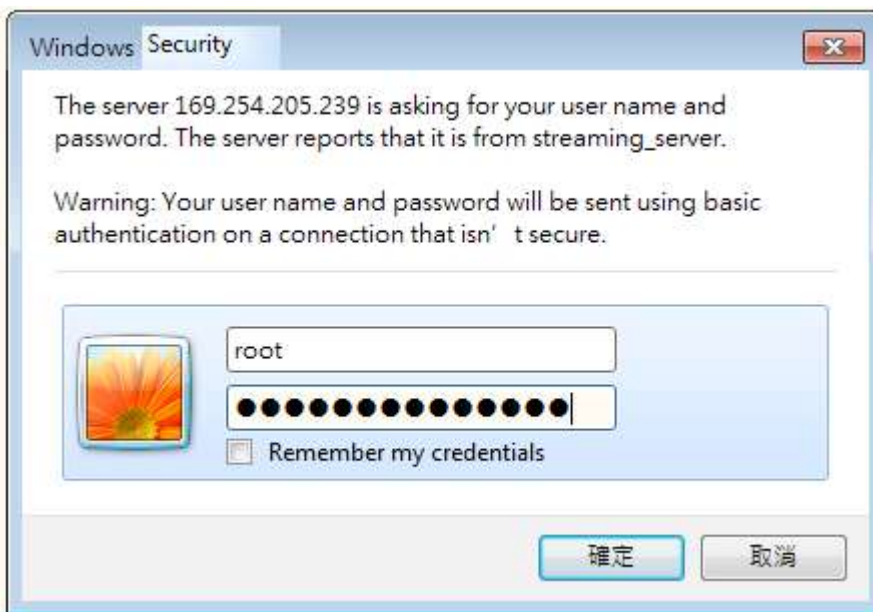 Windows Security
The server 169.254.205.239 is asking for your user name and
password. The server reports that it is from streaming_server.
Warning: Your user name and password will be sent using basic
authentication on a connection that isn’ t secure.
root
●●●●●●●●●●●●●●
Remember my credentials
確定
取消